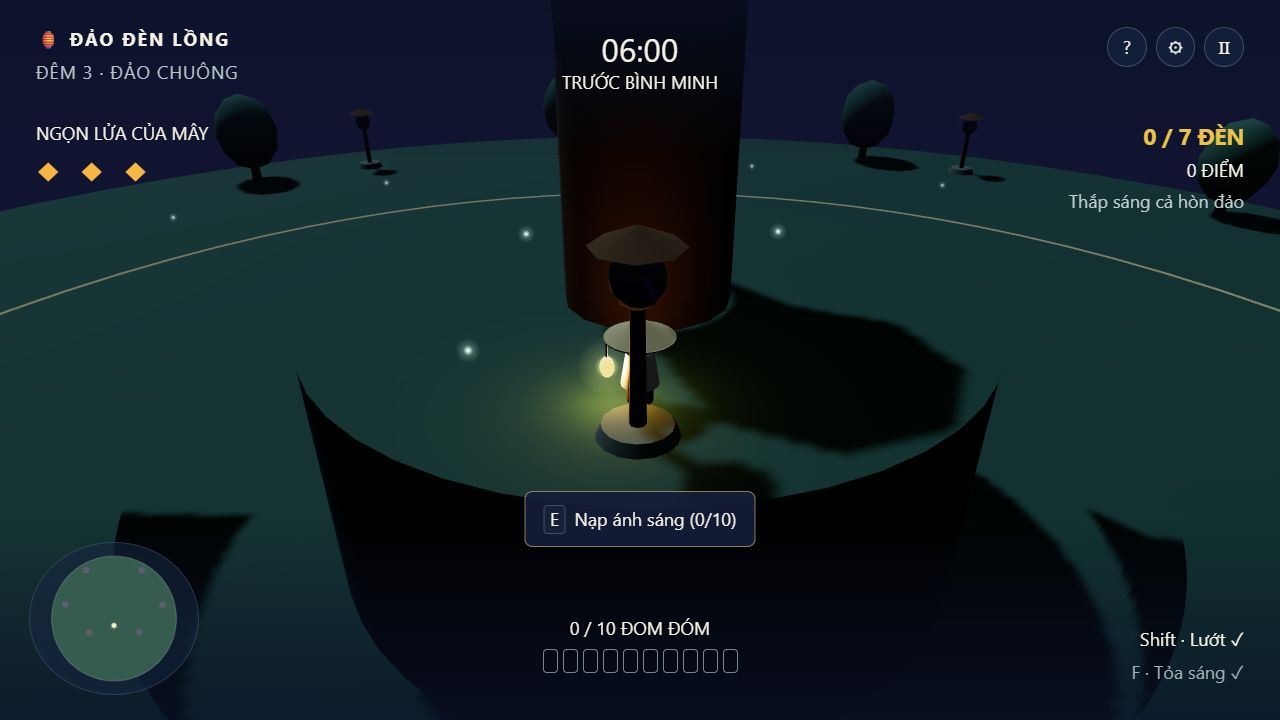 ĐẢO ĐÈN LỒNG
ĐÊM 3 · ĐẢO CHUÔNG
NGỌN LỬA CỦA MÂY
06:00
TRƯỚC BÌNH MINH
?
II
0 / 7 ĐÈN
0 ĐIỂM
Thắp sáng cả hòn đảo
E Nạp ánh sáng (0/10)
0 / 10 ĐOM ĐÓM
Shift · Lướt ✓
F · Tỏa sáng ✓